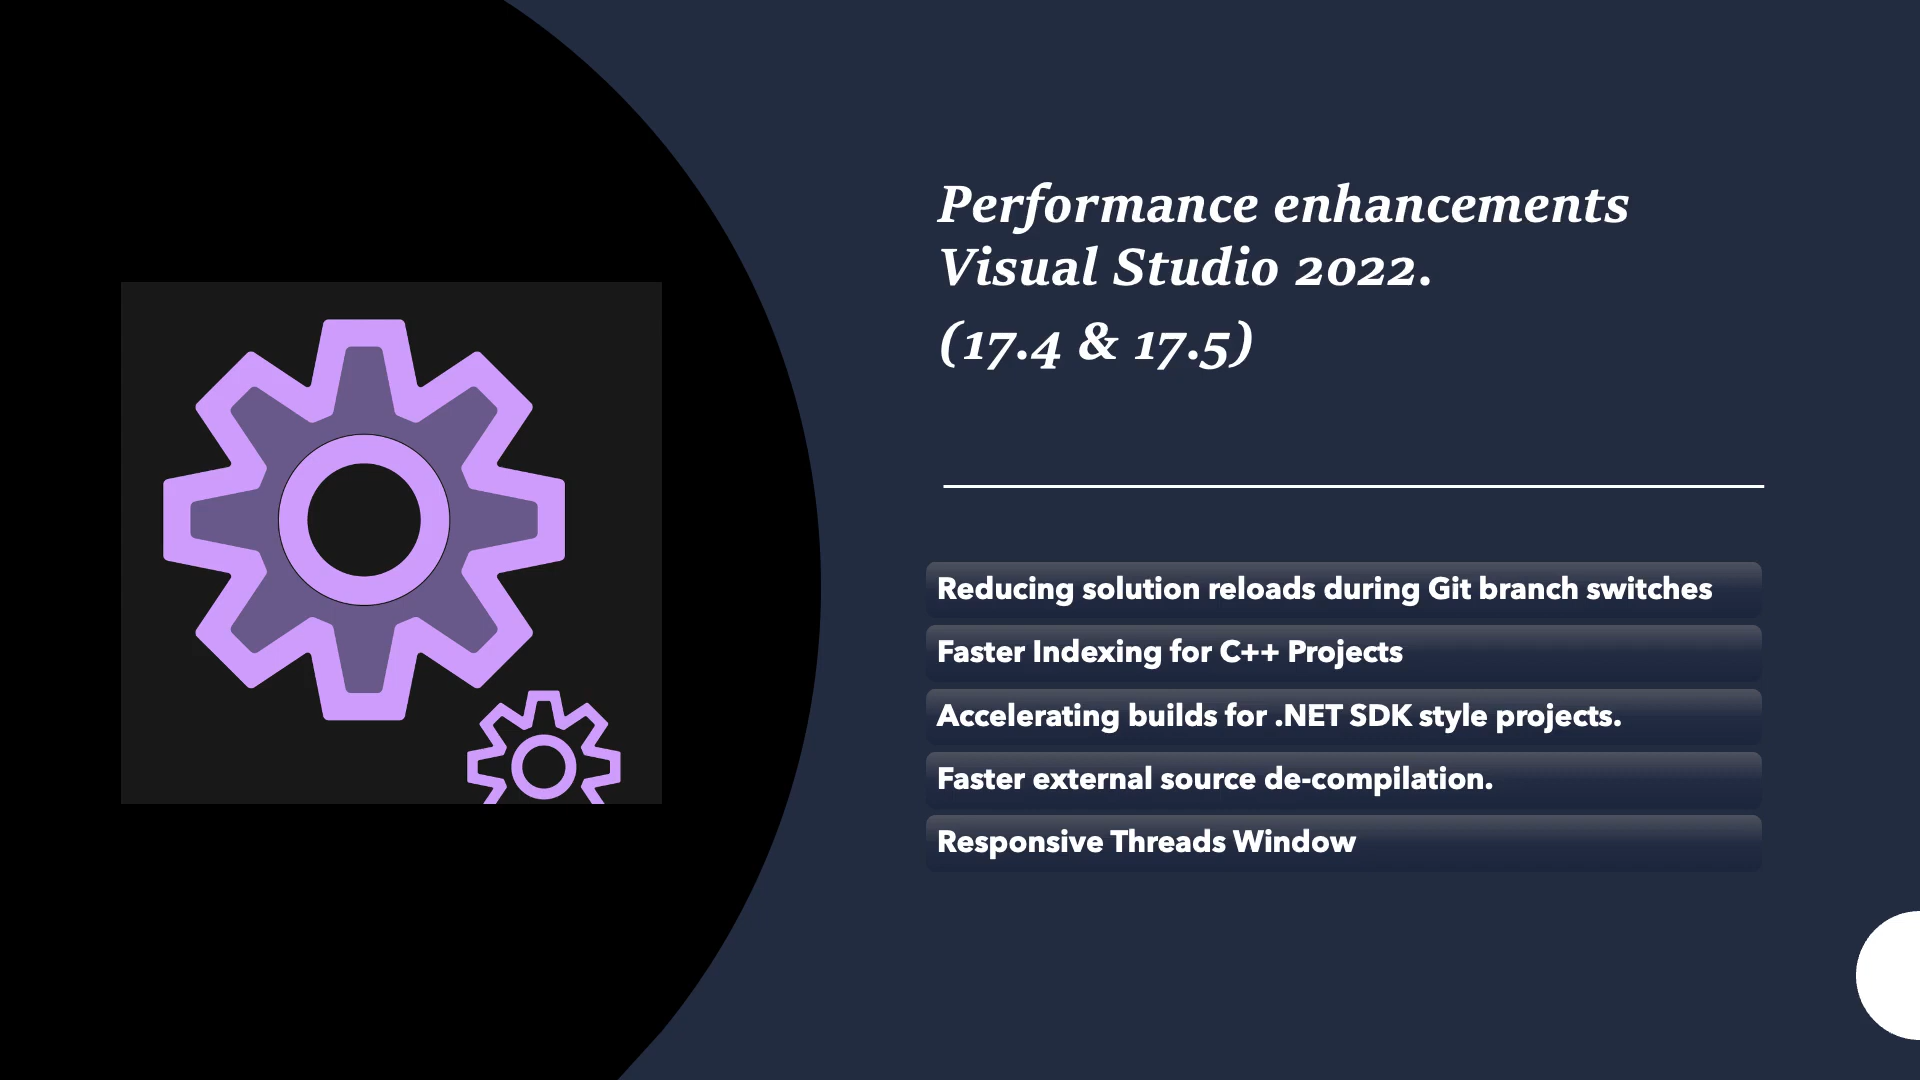 Performance enhancements
Visual Studio 2022.
(17.4 & 17.5)
Reducing solution reloads during Git branch switches
Faster Indexing for C++ Projects
Accelerating builds for .NET SDK style projects.
Faster external source de-compilation.
Responsive Threads Window